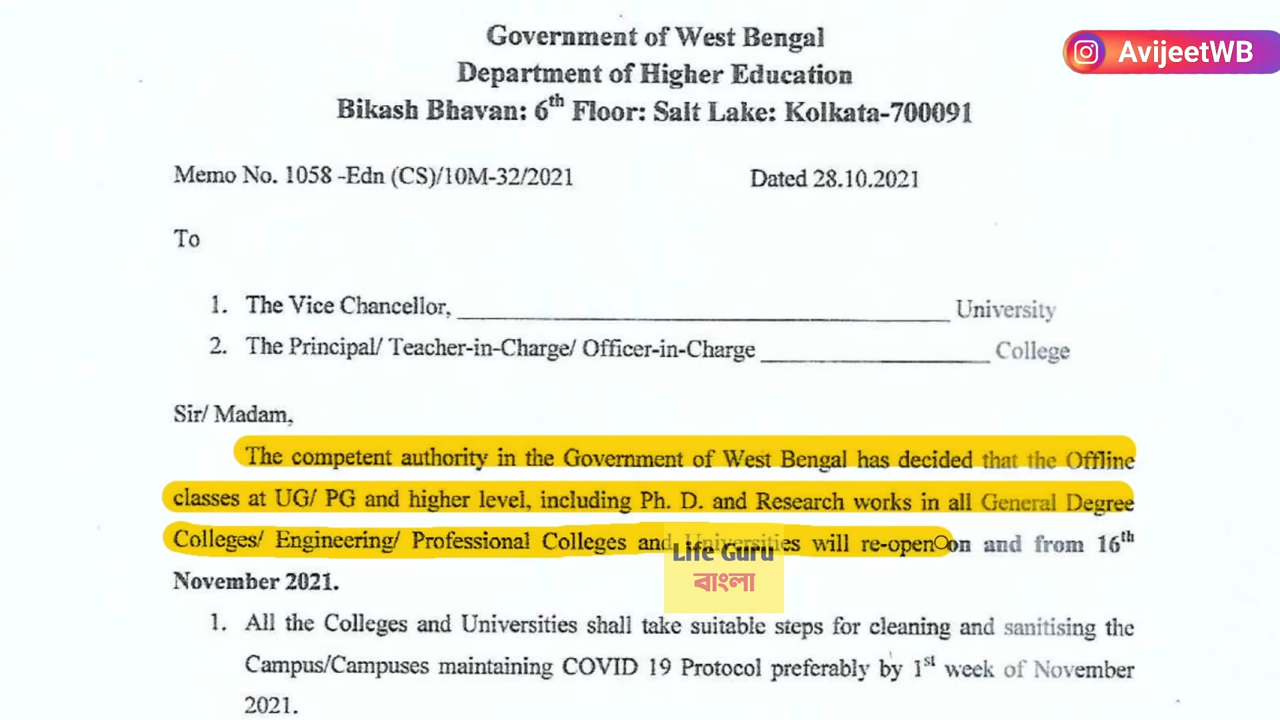 Government of West Bengal
AvijeetWB
Department of Higher Education
Bikash Bhavan: 6th Floor: Salt Lake: Kolkata-700091
Memo No. 1058 -Edn (CS)/10M-32/2021 Dated 28.10.2021
To
1. The Vice Chancellor, University
2. The Principal/ Teacher-in-Charge/ Officer-in-Charge College
Sir/ Madam,
The competent authority in the Government of West Bengal has decided that the Offline
classes at UG/ PG and higher level, including Ph. D. and Research works in all General Degree
Colleges/ Engineering/ Professional Colleges and Universities will re-open on and from 16th
Life Guru
বাংলা
November 2021.
1. All the Colleges and Universities shall take suitable steps for cleaning and sanitising the
Campus/Campuses maintaining COVID 19 Protocol preferably by 1st week of November
2021.